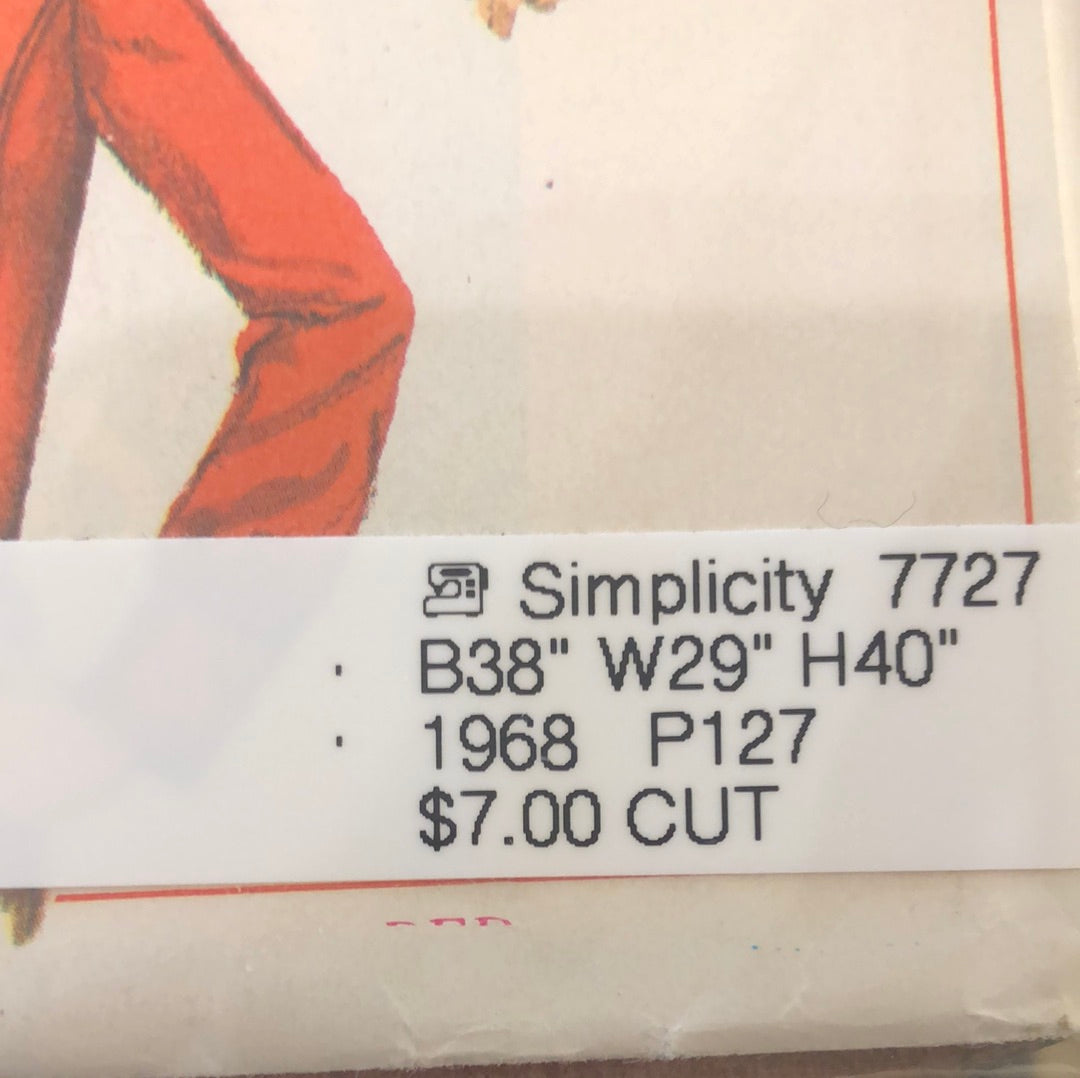 Simplicity 7727
B38" W29" H40"
1968 P127
$7.00 CUT